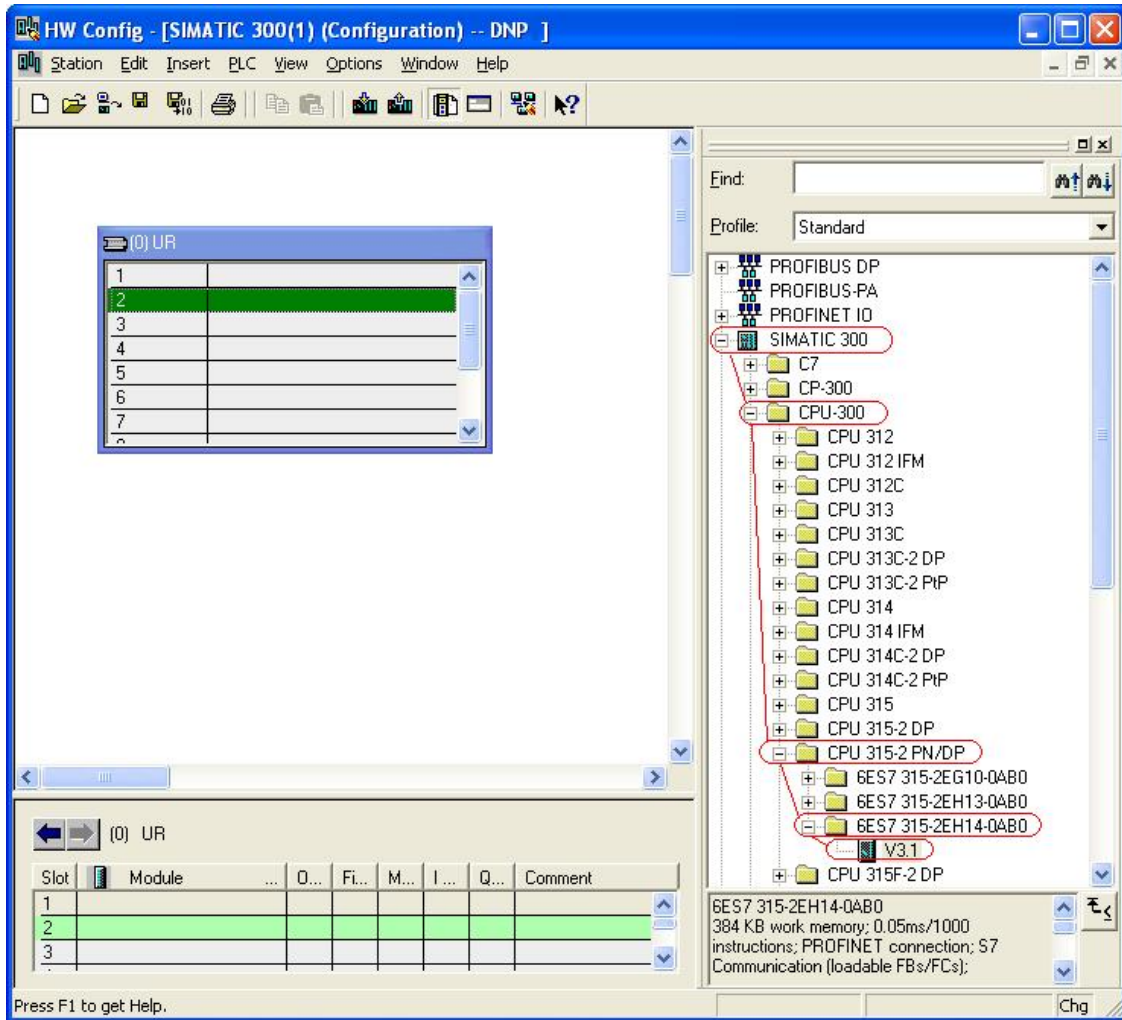 HW Config - [SIMATIC 300(1) (Configuration) -- DNP ]
Station Edit Insert PLC View Options Window Help
(0) UR
1
2
3
4
5
6
7
Find:
Profile: Standard
PROFIBUS DP
PROFIBUS-PA
PROFINET IO
SIMATIC 300
C7
CP-300
CPU-300
CPU 312
CPU 312 IFM
CPU 312C
CPU 313
CPU 313C
CPU 313C-2 DP
CPU 313C-2 PtP
CPU 314
CPU 314 IFM
CPU 314C-2 DP
CPU 314C-2 PtP
CPU 315
CPU 315-2 DP
CPU 315-2 PN/DP
6ES7 315-2EG10-0AB0
6ES7 315-2EH13-0AB0
6ES7 315-2EH14-0AB0
V3.1
CPU 315F-2 DP
(0) UR
Slot Module ... O... Fi... M... I ... Q... Comment
1
2
3
6ES7 315-2EH14-0AB0
384 KB work memory; 0.05ms/1000
instructions; PROFINET connection; S7
Communication (loadable FBs/FCs);
Press F1 to get Help.
Chg